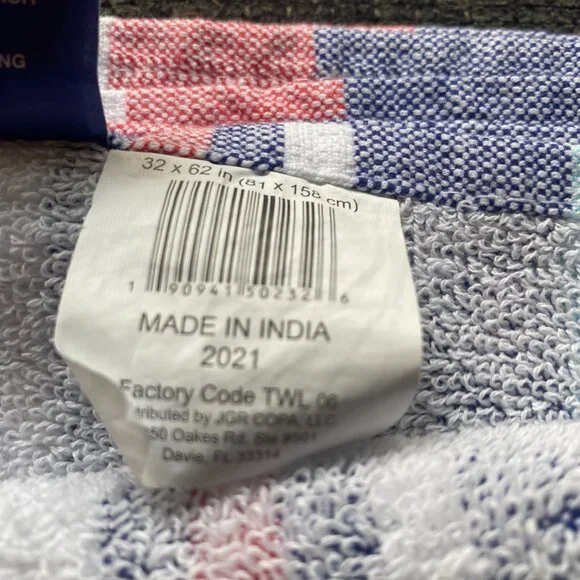 NG
32 x 62 in (81 x 158 cm)
1 90941 50232 6
MADE IN INDIA
2021
Factory Code TWL 06
tributed by JGR COPA, LLC
50 Oakes Rd, Ste #501
Davie, FL 33314